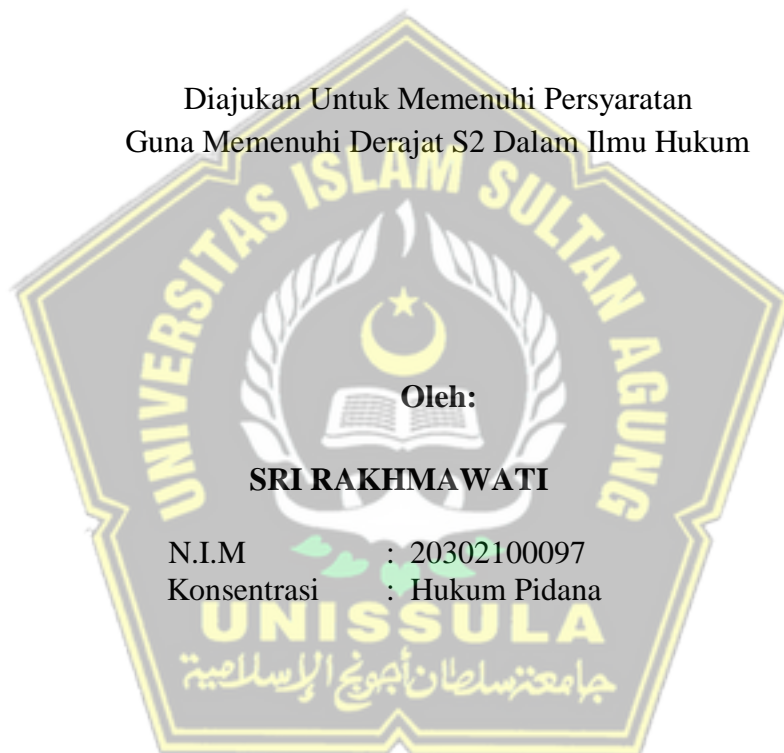 Diajukan Untuk Memenuhi Persyaratan
Guna Memenuhi Derajat S2 Dalam Ilmu Hukum
UNIVERSITAS ISLAM SULTAN AGUNG
Oleh:
SRI RAKHMAWATI
N.I.M : 20302100097
Konsentrasi : Hukum Pidana
UNISSULA
جامعة سلطان أجونج الإسلامية